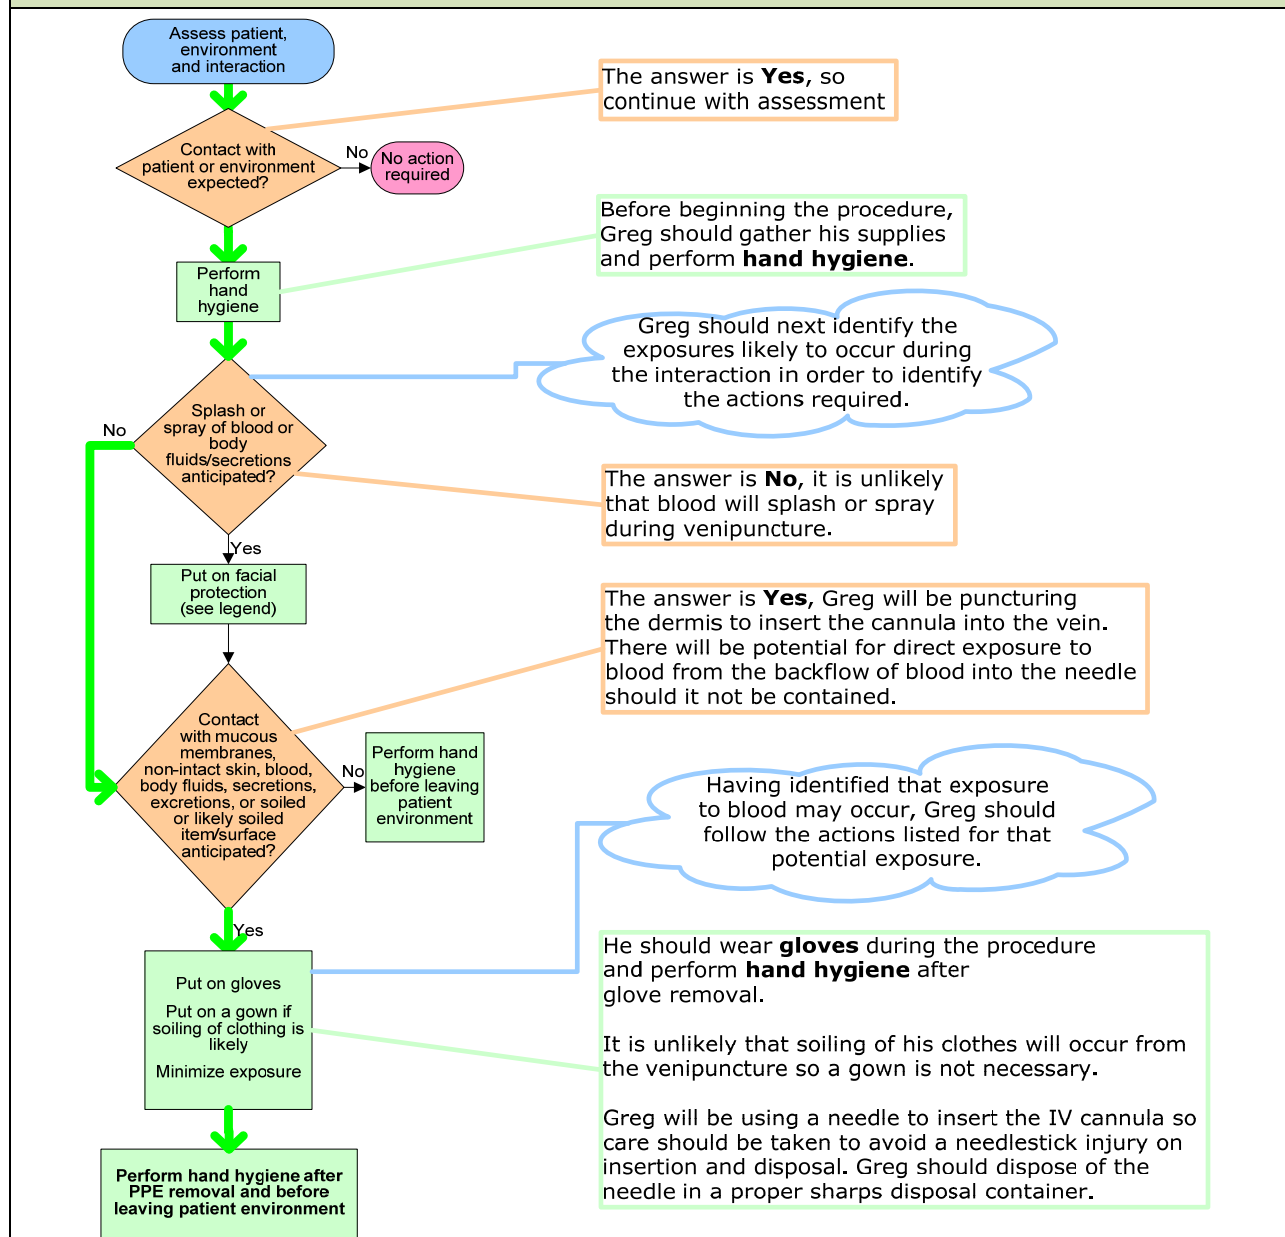 Assess patient,
environment
and interaction
The answer is Yes, so
continue with assessment
Contact with
patient or environment
expected?
No
No action
required
Before beginning the procedure,
Greg should gather his supplies
and perform hand hygiene.
Perform
hand
hygiene
Greg should next identify the
exposures likely to occur during
the interaction in order to identify
the actions required.
Splash or
spray of blood or
body
fluids/secretions
anticipated?
No
The answer is No, it is unlikely
that blood will splash or spray
during venipuncture.
Yes
Put on facial
protection
(see legend)
The answer is Yes, Greg will be puncturing
the dermis to insert the cannula into the vein.
There will be potential for direct exposure to
blood from the backflow of blood into the needle
should it not be contained.
Contact
with mucous
membranes,
non-intact skin, blood,
body fluids, secretions,
excretions, or soiled
or likely soiled
item/surface
anticipated?
No
Perform hand
hygiene
before leaving
patient
environment
Having identified that exposure
to blood may occur, Greg should
follow the actions listed for that
potential exposure.
Yes
Put on gloves
Put on a gown if
soiling of clothing is
likely
Minimize exposure
He should wear gloves during the procedure
and perform hand hygiene after
glove removal.
It is unlikely that soiling of his clothes will occur from
the venipuncture so a gown is not necessary.
Greg will be using a needle to insert the IV cannula so
care should be taken to avoid a needlestick injury on
insertion and disposal. Greg should dispose of the
needle in a proper sharps disposal container.
Perform hand hygiene after
PPE removal and before
leaving patient environment